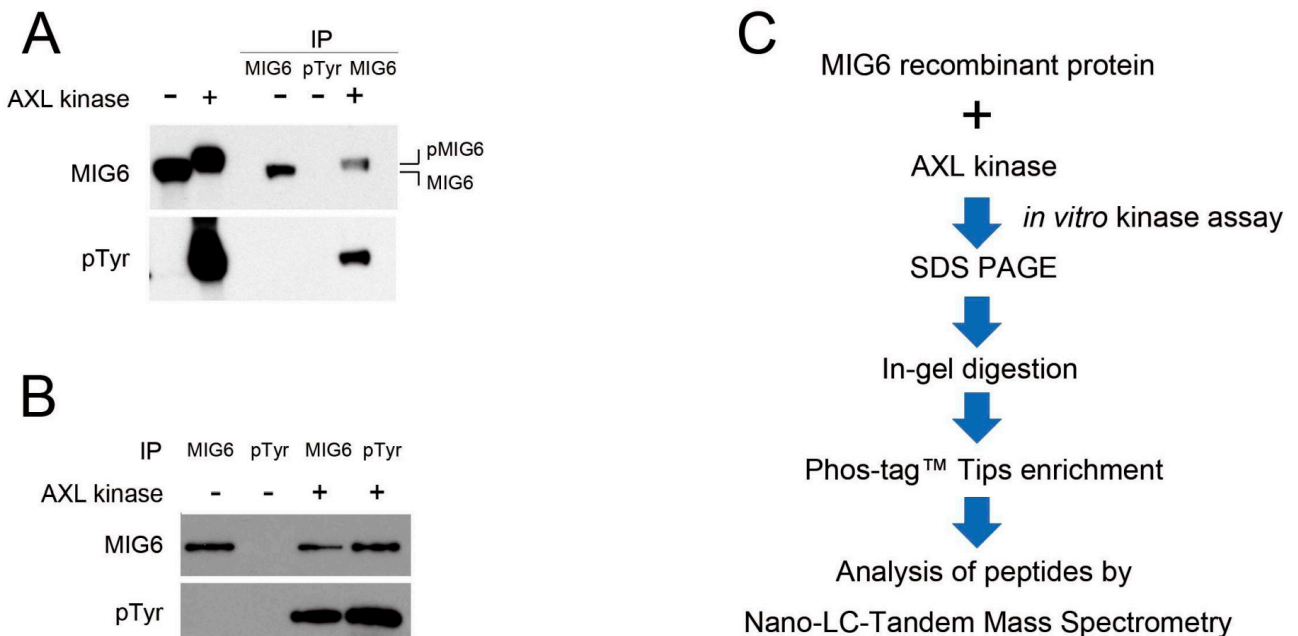 A
IP
MIG6 pTyr MIG6
AXL kinase - + - - +
MIG6
pMIG6
MIG6
pTyr
B
IP MIG6 pTyr MIG6 pTyr
AXL kinase - - + +
MIG6
pTyr
C
MIG6 recombinant protein
+
AXL kinase
in vitro kinase assay
SDS PAGE
In-gel digestion
Phos-tag™ Tips enrichment
Analysis of peptides by
Nano-LC-Tandem Mass Spectrometry